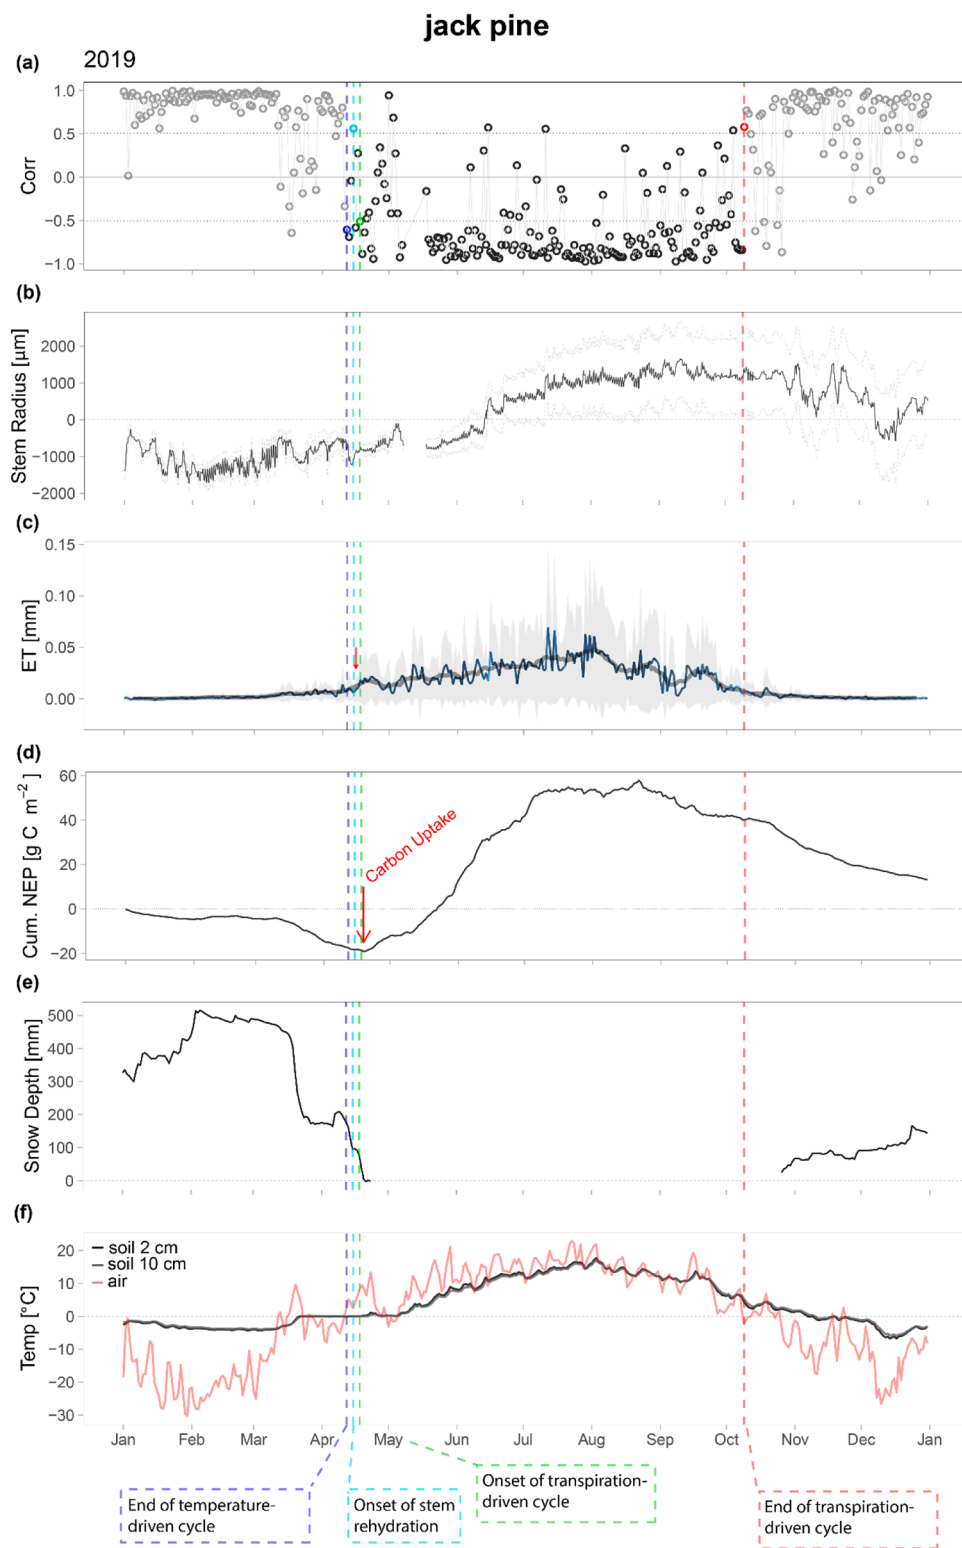 jack pine
2019
(a)
1.0
0.5
0.0
−0.5
−1.0
Corr
(b)
2000
1000
0
−1000
−2000
Stem Radius [µm]
(c)
0.15
0.10
0.05
0.00
ET [mm]
(d)
60
40
20
0
−20
Cum. NEP [g C m⁻²]
Carbon Uptake
(e)
500
400
300
200
100
0
Snow Depth [mm]
(f)
20
10
0
−10
−20
−30
Temp [°C]
soil 2 cm
soil 10 cm
air
Jan Feb Mar Apr May Jun Jul Aug Sep Oct Nov Dec Jan
End of temperature-
driven cycle
Onset of stem
rehydration
Onset of transpiration-
driven cycle
End of transpiration-
driven cycle